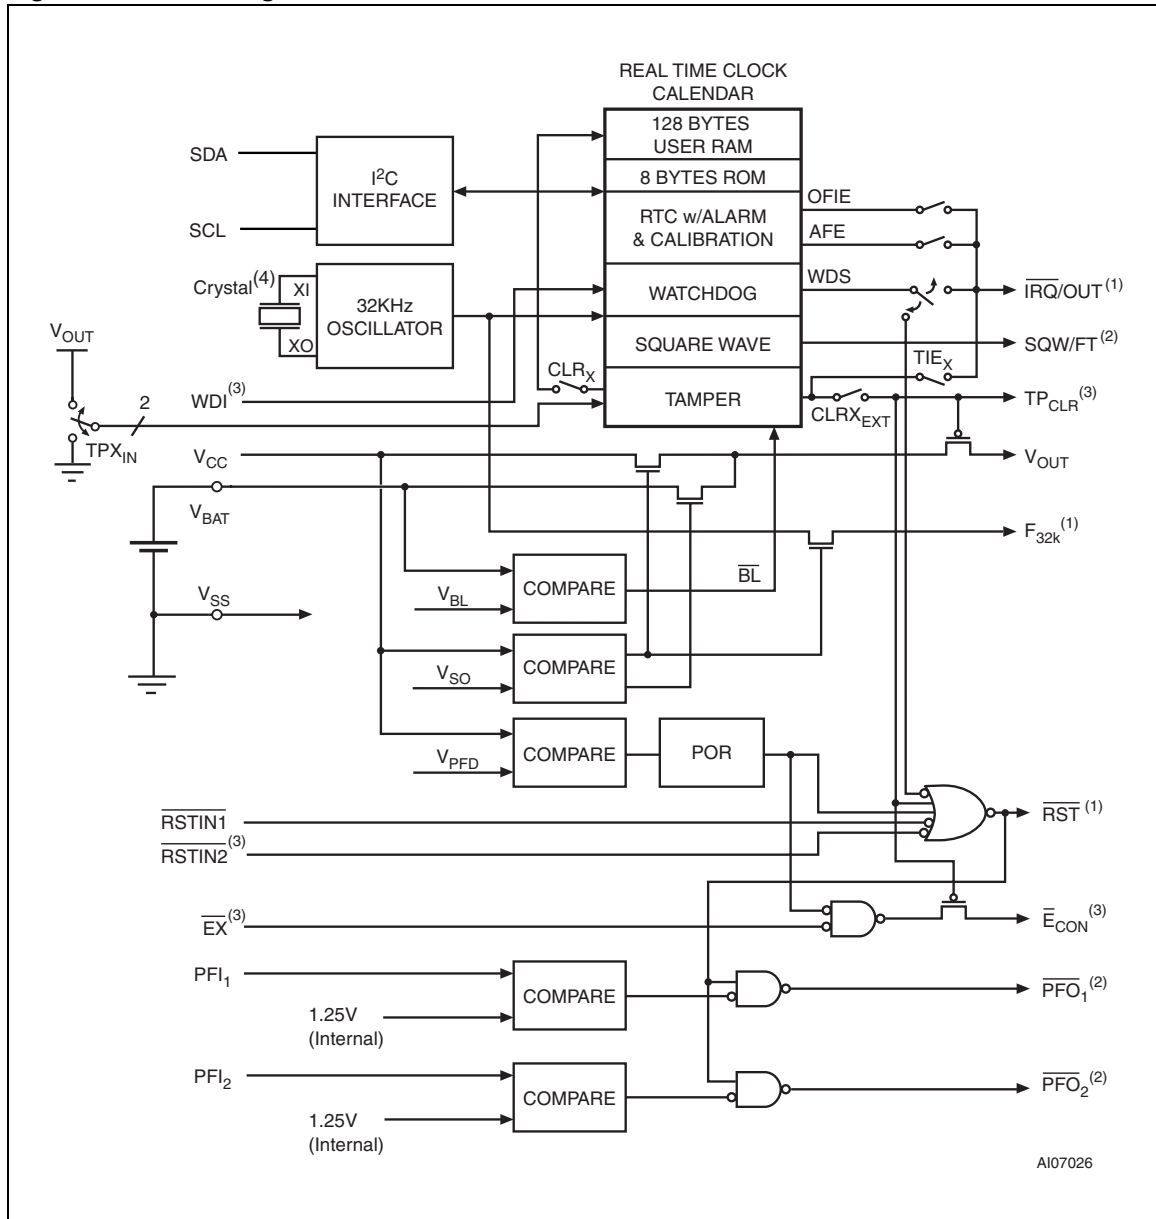 REAL TIME CLOCK
CALENDAR
128 BYTES
USER RAM
8 BYTES ROM
RTC w/ALARM
& CALIBRATION
WATCHDOG
SQUARE WAVE
TAMPER
SDA
SCL
I2C
INTERFACE
Crystal(4)
XI
XO
32KHz
OSCILLATOR
OFIE
AFE
WDS
IRQ/OUT(1)
SQW/FT(2)
TIEX
CLRX
CLRXEXT
TPCLR(3)
VOUT
2
TPXIN
WDI(3)
VCC
VOUT
VBAT
F32k(1)
VSS
COMPARE
VBL
BL
COMPARE
VSO
COMPARE
VPFD
POR
RSTIN1
RSTIN2(3)
RST(1)
EX(3)
ECON(3)
PFI1
COMPARE
1.25V
(Internal)
PFO1(2)
PFI2
COMPARE
1.25V
(Internal)
PFO2(2)
AI07026